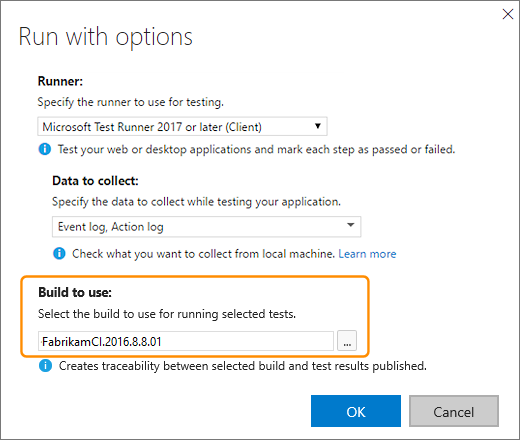 Run with options
Runner:
Specify the runner to use for testing.
Microsoft Test Runner 2017 or later (Client)
Test your web or desktop applications and mark each step as passed or failed.
Data to collect:
Specify the data to collect while testing your application.
Event log, Action log
Check what you want to collect from local machine. Learn more
Build to use:
Select the build to use for running selected tests.
FabrikamCI.2016.8.8.01
...
Creates traceability between selected build and test results published.
OK
Cancel